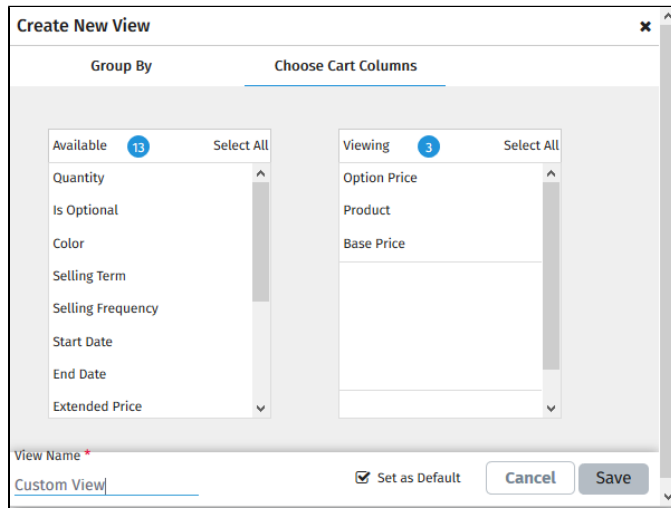 Create New View
Group By Choose Cart Columns
Available 13 Select All
Quantity
Is Optional
Color
Selling Term
Selling Frequency
Start Date
End Date
Extended Price
Viewing 3 Select All
Option Price
Product
Base Price
View Name *
Custom View
Set as Default Cancel Save